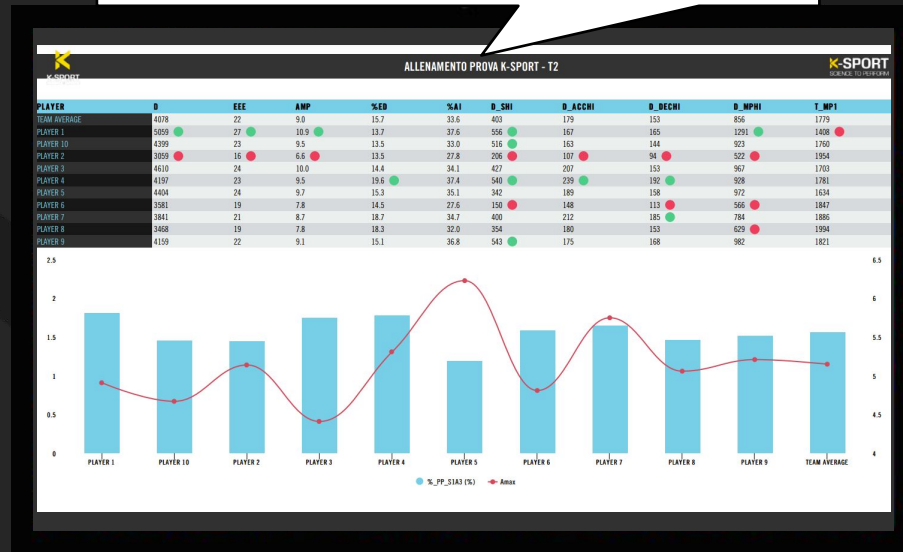 K-SPORT
ALLENAMENTO PROVA K-SPORT - T2
K-SPORT
SCIENCE TO PERFORM
PLAYER D EEE AMP %ED %AI D_SHI D_ACCHI D_DECHI D_MPHI T_MP1
TEAM AVERAGE 4078 22 9.0 15.7 33.6 403 179 153 856 1779
PLAYER 1 5059 27 10.9 13.7 37.6 556 167 165 1291 1408
PLAYER 10 4399 23 9.5 13.5 33.0 516 163 144 923 1760
PLAYER 2 3059 16 6.6 13.5 27.8 206 107 94 522 1954
PLAYER 3 4610 24 10.0 14.4 34.1 427 207 153 967 1703
PLAYER 4 4197 23 9.5 19.6 37.4 540 239 192 928 1781
PLAYER 5 4404 24 9.7 15.3 35.1 342 189 158 972 1634
PLAYER 6 3581 19 7.8 14.5 27.6 150 148 113 566 1847
PLAYER 7 3841 21 8.7 18.7 34.7 400 212 185 784 1886
PLAYER 8 3468 19 7.8 18.3 32.0 354 180 153 629 1994
PLAYER 9 4159 22 9.1 15.1 36.8 543 175 168 982 1821
2.5 6.5
2 6
1.5 5.5
1 5
0.5 4.5
0 4
PLAYER 1 PLAYER 10 PLAYER 2 PLAYER 3 PLAYER 4 PLAYER 5 PLAYER 6 PLAYER 7 PLAYER 8 PLAYER 9 TEAM AVERAGE
%_PP_S1A3 (%) Amax